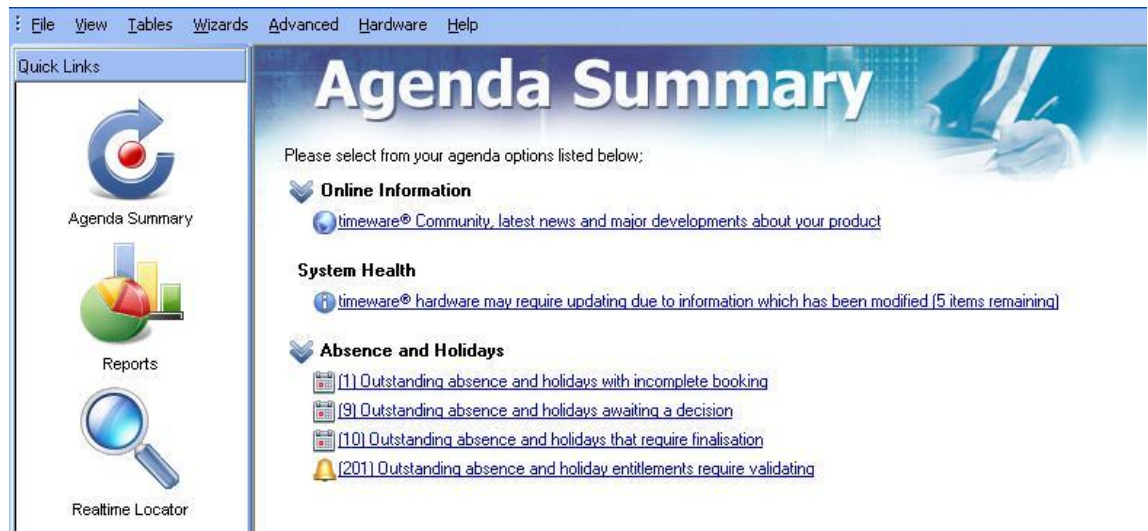 File View Tables Wizards Advanced Hardware Help
Quick Links
Agenda Summary
Reports
Realtime Locator
Agenda Summary
Please select from your agenda options listed below;
Online Information
timeware® Community, latest news and major developments about your product
System Health
timeware® hardware may require updating due to information which has been modified (5 items remaining)
Absence and Holidays
(1) Outstanding absence and holidays with incomplete booking
(9) Outstanding absence and holidays awaiting a decision
(10) Outstanding absence and holidays that require finalisation
(201) Outstanding absence and holiday entitlements require validating